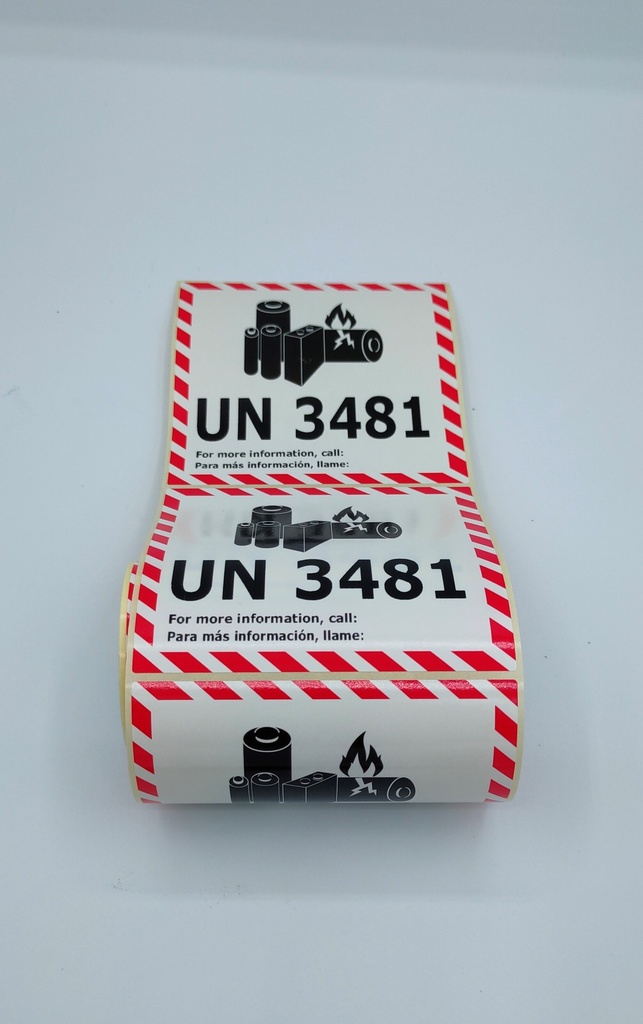 UN 3481
For more information, call:
Para más información, llame:
UN 3481
For more information, call:
Para más información, llame: